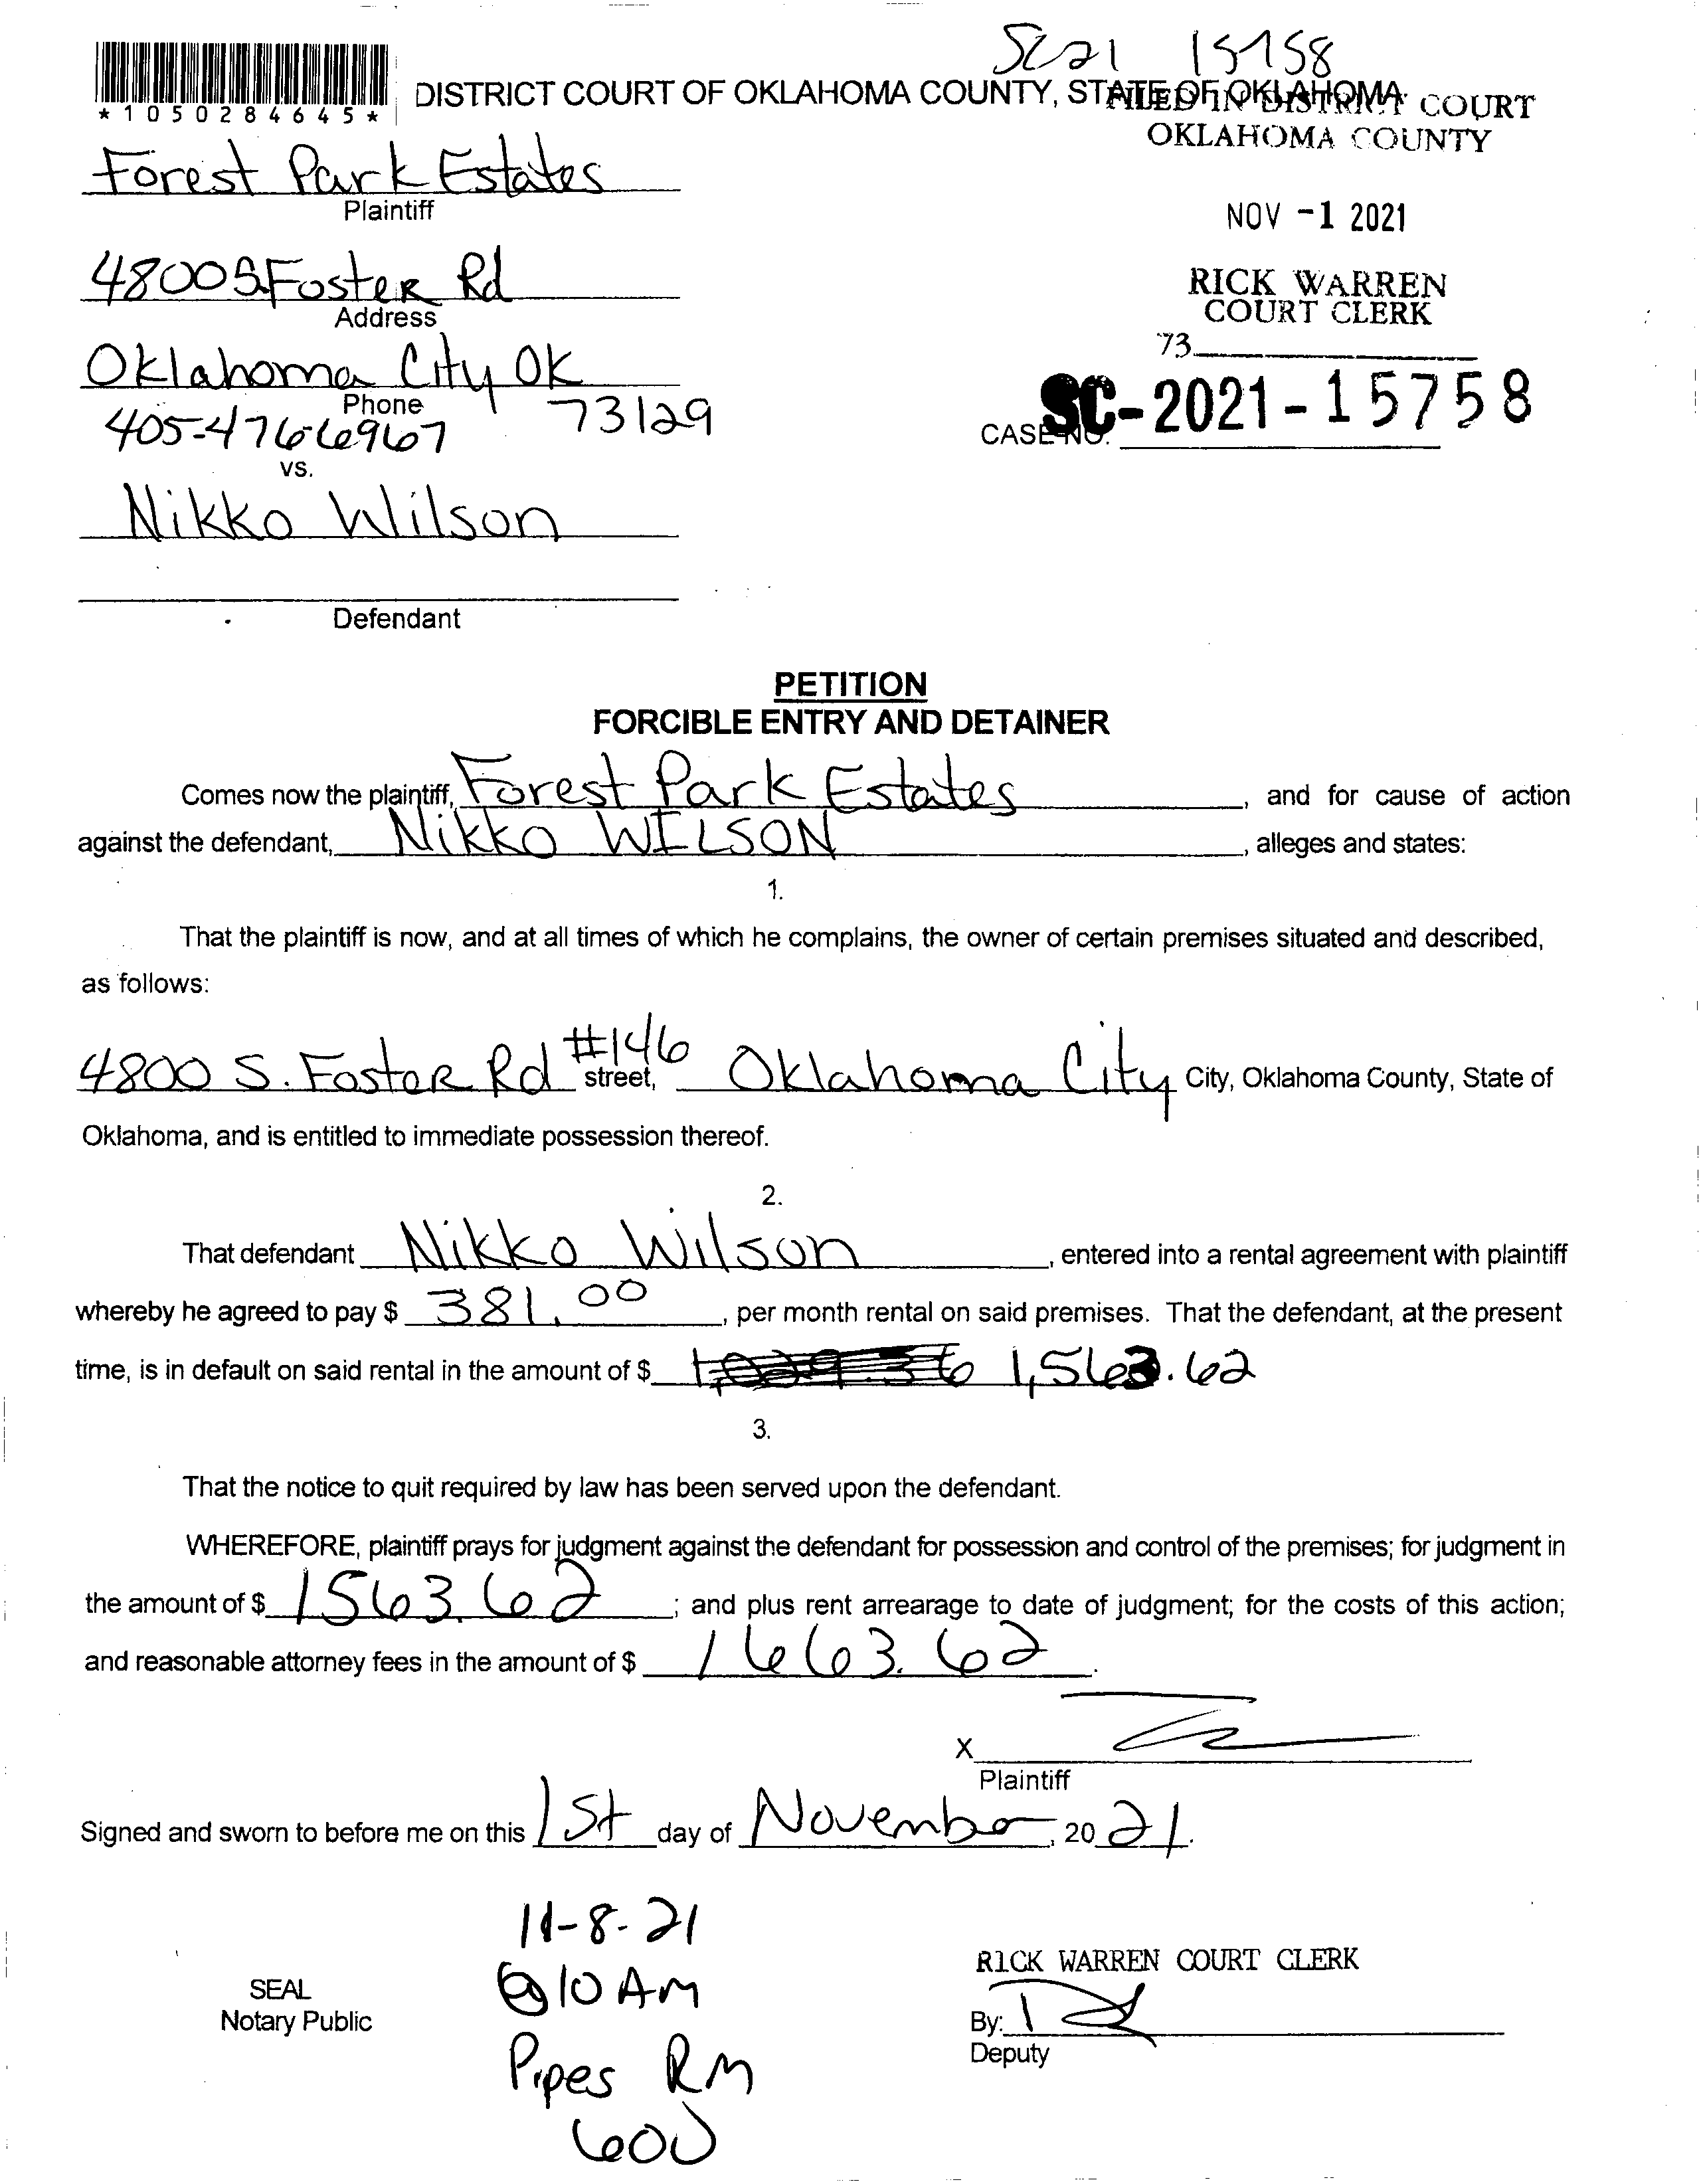 SC21 15758
*1050284645*
DISTRICT COURT OF OKLAHOMA COUNTY, STATE OF OKLAHOMA
FILED IN DISTRICT COURT
OKLAHOMA COUNTY
Forest Park Estates
Plaintiff
NOV -1 2021
4800 S. Foster Rd
Address
RICK WARREN
COURT CLERK
73
Oklahoma City OK
Phone
405-476-6967 73129
SC-2021-15758
CASE NO.
vs.
Nikko Wilson
Defendant
PETITION
FORCIBLE ENTRY AND DETAINER
Comes now the plaintiff, Forest Park Estates, and for cause of action
against the defendant, Nikko WILSON, alleges and states:
1.
That the plaintiff is now, and at all times of which he complains, the owner of certain premises situated and described,
as follows:
4800 S. Foster Rd #146 street, Oklahoma City City, Oklahoma County, State of
Oklahoma, and is entitled to immediate possession thereof.
2.
That defendant Nikko Wilson, entered into a rental agreement with plaintiff
whereby he agreed to pay $ 381.00, per month rental on said premises. That the defendant, at the present
time, is in default on said rental in the amount of $ 1,563.62
3.
That the notice to quit required by law has been served upon the defendant.
WHEREFORE, plaintiff prays for judgment against the defendant for possession and control of the premises; for judgment in
the amount of $ 1563.62; and plus rent arrearage to date of judgment; for the costs of this action;
and reasonable attorney fees in the amount of $ 1663.62.
X
Plaintiff
Signed and sworn to before me on this 1st day of November, 2021.
11-8-21
@10 AM
Pipes RM
600
SEAL
Notary Public
RICK WARREN COURT CLERK
By:
Deputy